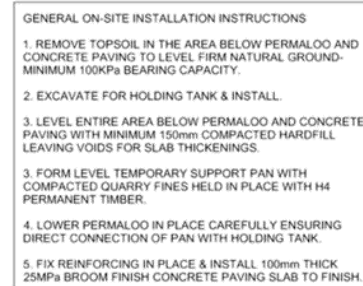 GENERAL ON-SITE INSTALLATION INSTRUCTIONS
1. REMOVE TOPSOIL IN THE AREA BELOW PERMALOO AND
CONCRETE PAVING TO LEVEL FIRM NATURAL GROUND-
MINIMUM 100KPa BEARING CAPACITY.
2. EXCAVATE FOR HOLDING TANK & INSTALL.
3. LEVEL ENTIRE AREA BELOW PERMALOO AND CONCRETE
PAVING WITH MINIMUM 150mm COMPACTED HARDFILL
LEAVING VOIDS FOR SLAB THICKENINGS.
3. FORM LEVEL TEMPORARY SUPPORT PAN WITH
COMPACTED QUARRY FINES HELD IN PLACE WITH H4
PERMANENT TIMBER.
4. LOWER PERMALOO IN PLACE CAREFULLY ENSURING
DIRECT CONNECTION OF PAN WITH HOLDING TANK.
5. FIX REINFORCING IN PLACE & INSTALL 100mm THICK
25MPa BROOM FINISH CONCRETE PAVING SLAB TO FINISH.